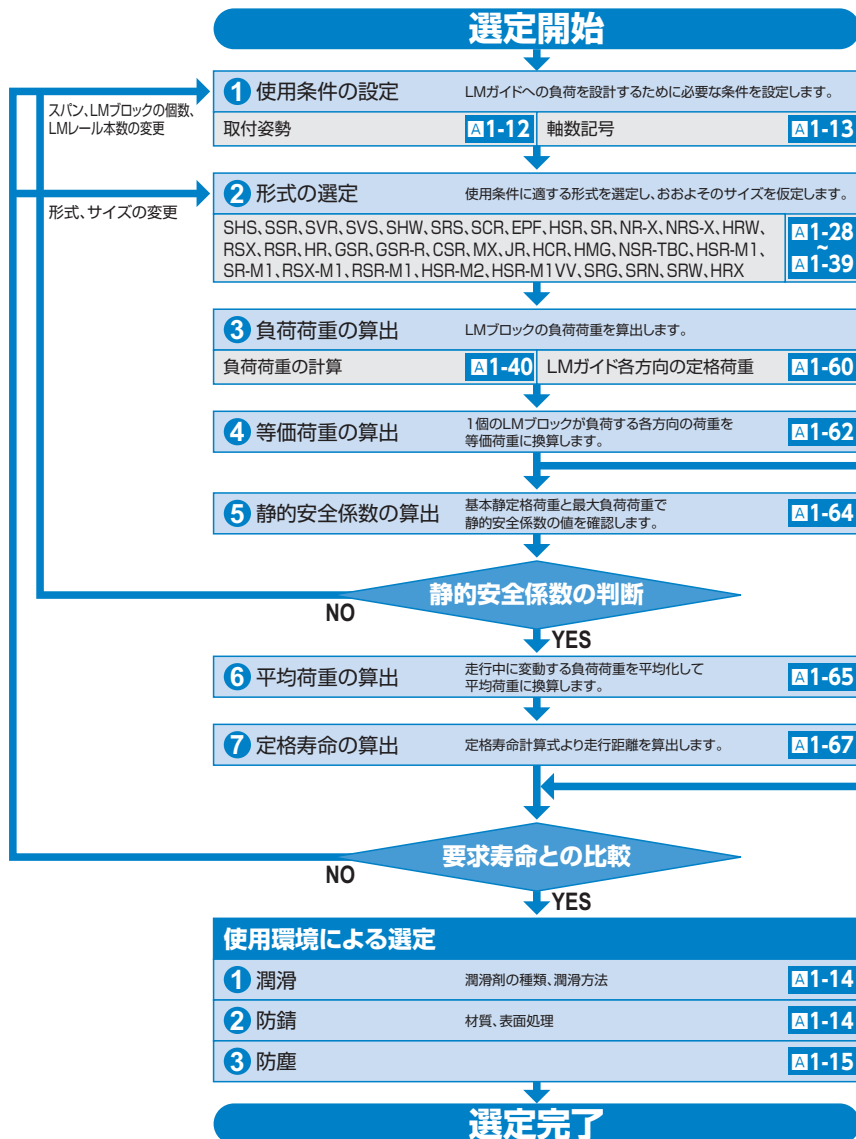 選定開始
❶使用条件の設定 LMガイドへの負荷を設計するために必要な条件を設定します。
スパン、LMブロックの個数、
LMレール本数の変更
取付姿勢 A1-12 軸数記号 A1-13
❷形式の選定 使用条件に適する形式を選定し、おおよそのサイズを仮定します。
形式、サイズの変更
SHS、SSR、SVR、SVS、SHW、SRS、SCR、EPF、HSR、SR、NR-X、NRS-X、HRW、
RSX、RSR、HR、GSR、GSR-R、CSR、MX、JR、HCR、HMG、NSR-TBC、HSR-M1、
SR-M1、RSX-M1、RSR-M1、HSR-M2、HSR-M1VV、SRG、SRN、SRW、HRX
A1-28
~
A1-39
❸負荷荷重の算出 LMブロックの負荷荷重を算出します。
負荷荷重の計算 A1-40 LMガイド各方向の定格荷重 A1-60
❹等価荷重の算出 1個のLMブロックが負荷する各方向の荷重を
等価荷重に換算します。
A1-62
❺静的安全係数の算出 基本静定格荷重と最大負荷荷重で
静的安全係数の値を確認します。
A1-64
静的安全係数の判断
NO
YES
❻平均荷重の算出 走行中に変動する負荷荷重を平均化して
平均荷重に換算します。
A1-65
❼定格寿命の算出 定格寿命計算式より走行距離を算出します。 A1-67
要求寿命との比較
NO
YES
使用環境による選定
❶潤滑 潤滑剤の種類、潤滑方法 A1-14
❷防錆 材質、表面処理 A1-14
❸防塵 A1-15
選定完了